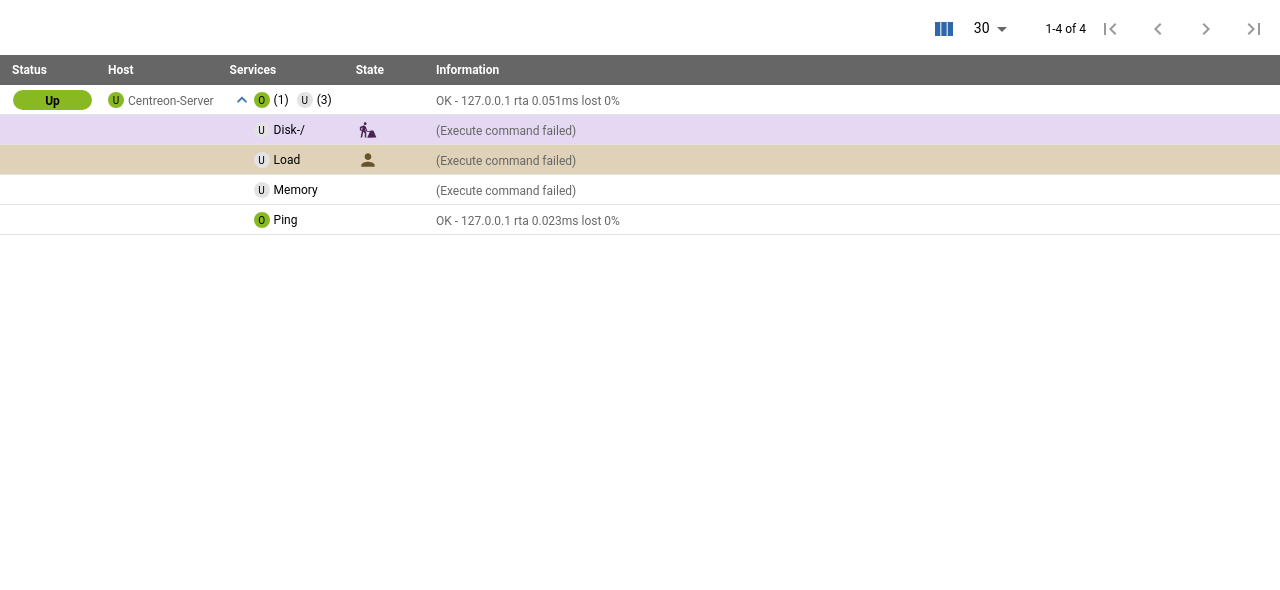 30 1-4 of 4
Status Host Services State Information
Up U Centreon-Server O (1) U (3) OK - 127.0.0.1 rta 0.051ms lost 0%
U Disk-/ (Execute command failed)
U Load (Execute command failed)
U Memory (Execute command failed)
O Ping OK - 127.0.0.1 rta 0.023ms lost 0%